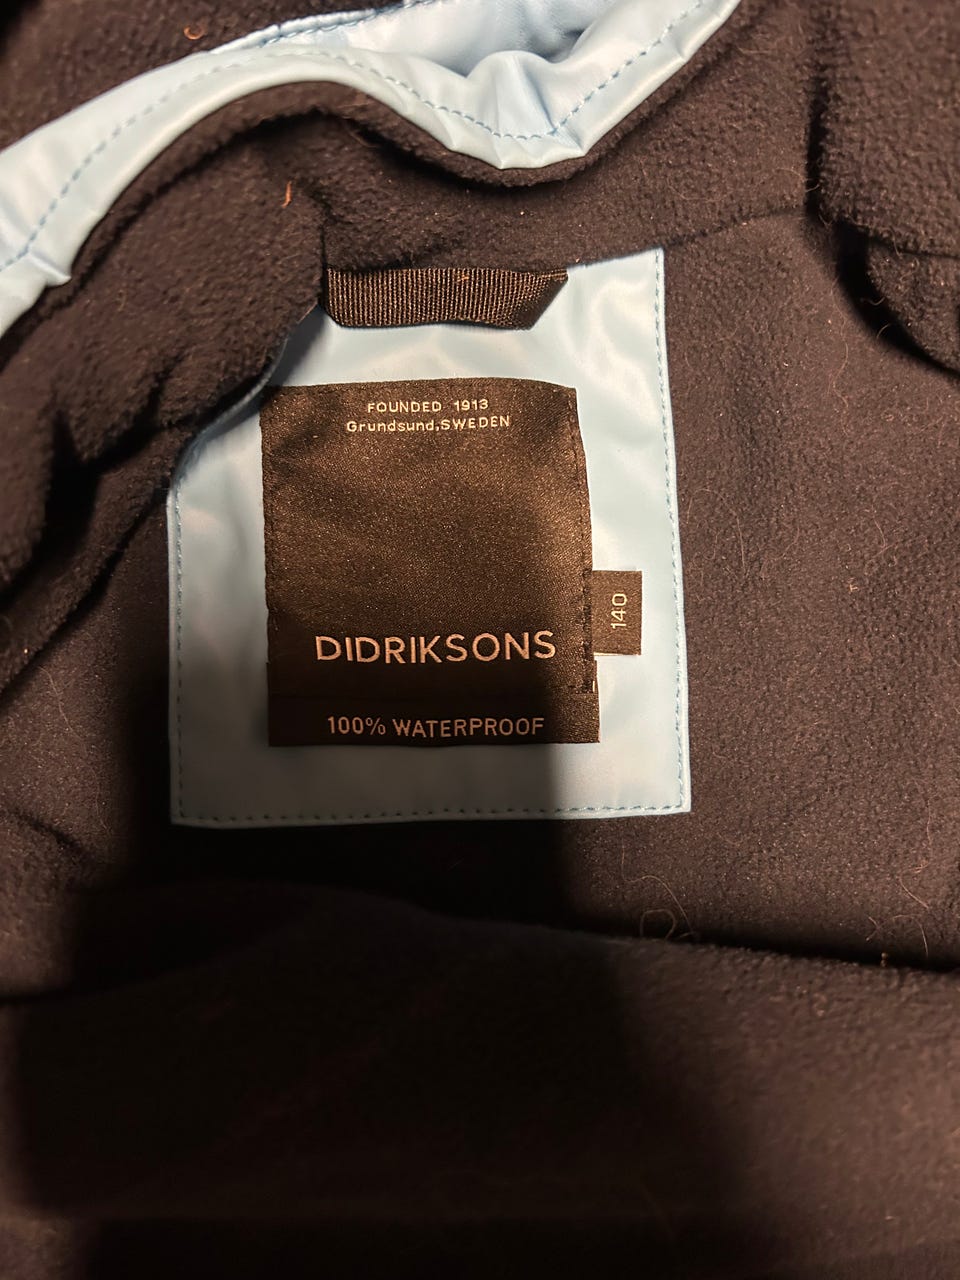 FOUNDED 1913
Grundsund,SWEDEN
DIDRIKSONS
140
100% WATERPROOF